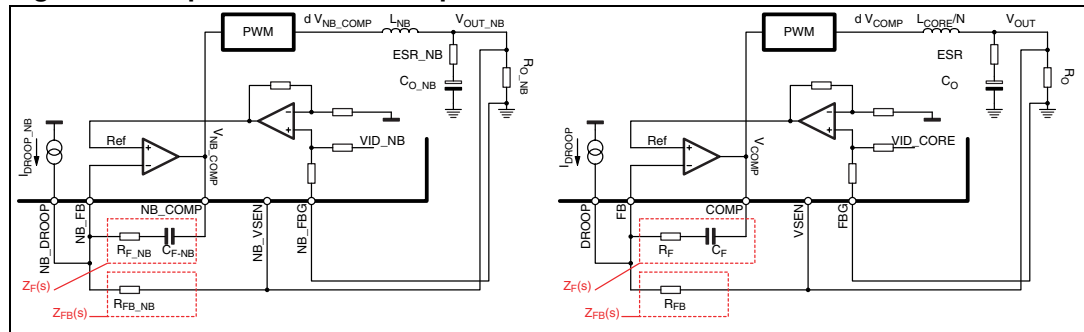 PWM
d V_NB_COMP
L_NB
V_OUT_NB
ESR_NB
C_O_NB
R_O_NB
I_DROOP_NB
Ref
V_NB_COMP
VID_NB
NB_DROOP
NB_FB
NB_COMP
NB_VSEN
NB_FBG
R_F_NB
C_F-NB
Z_F(s)
R_FB_NB
Z_FB(s)
PWM
d V_COMP
L_CORE/N
V_OUT
ESR
C_O
R_O
I_DROOP
Ref
V_COMP
VID_CORE
DROOP
FB
COMP
VSEN
FBG
R_F
C_F
Z_F(s)
R_FB
Z_FB(s)